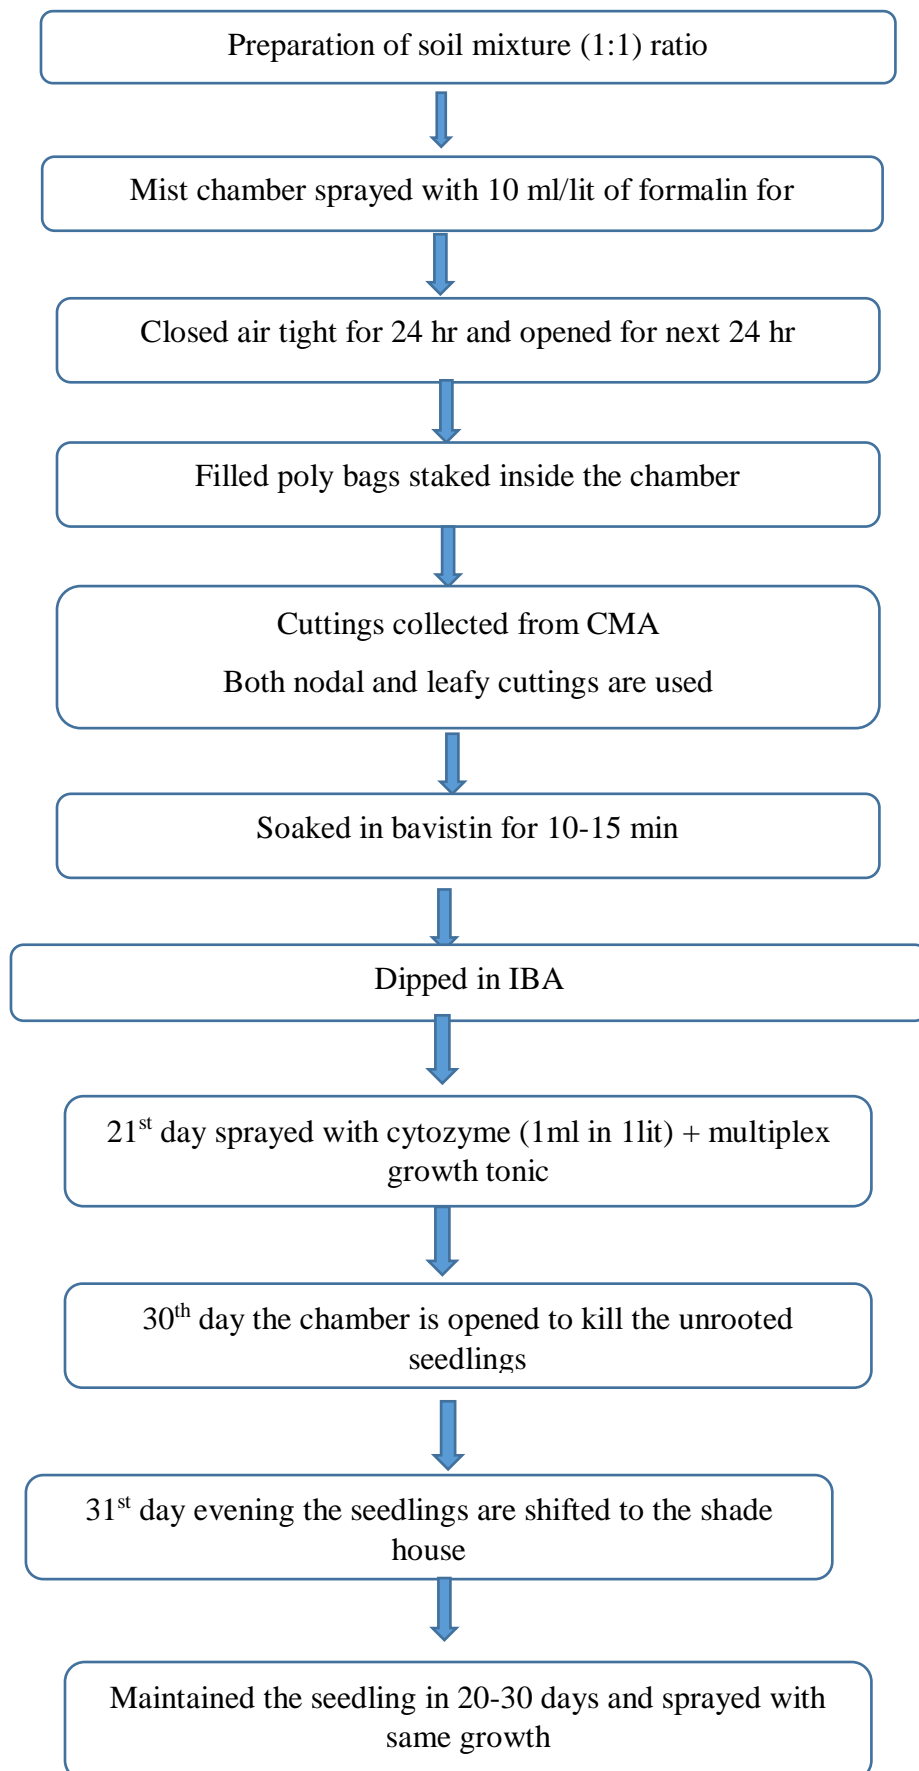 Preparation of soil mixture (1:1) ratio
Mist chamber sprayed with 10 ml/lit of formalin for
Closed air tight for 24 hr and opened for next 24 hr
Filled poly bags staked inside the chamber
Cuttings collected from CMA
Both nodal and leafy cuttings are used
Soaked in bavistin for 10-15 min
Dipped in IBA
21st day sprayed with cytozyme (1ml in 1lit) + multiplex
growth tonic
30th day the chamber is opened to kill the unrooted
seedlings
31st day evening the seedlings are shifted to the shade
house
Maintained the seedling in 20-30 days and sprayed with
same growth